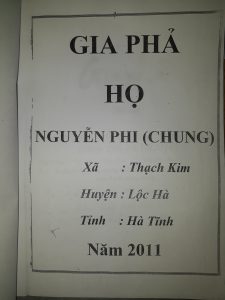 GIA PHẢ
HỌ
NGUYỄN PHI (CHUNG)
Xã : Thạch Kim
Huyện : Lộc Hà
Tỉnh : Hà Tĩnh
Năm 2011